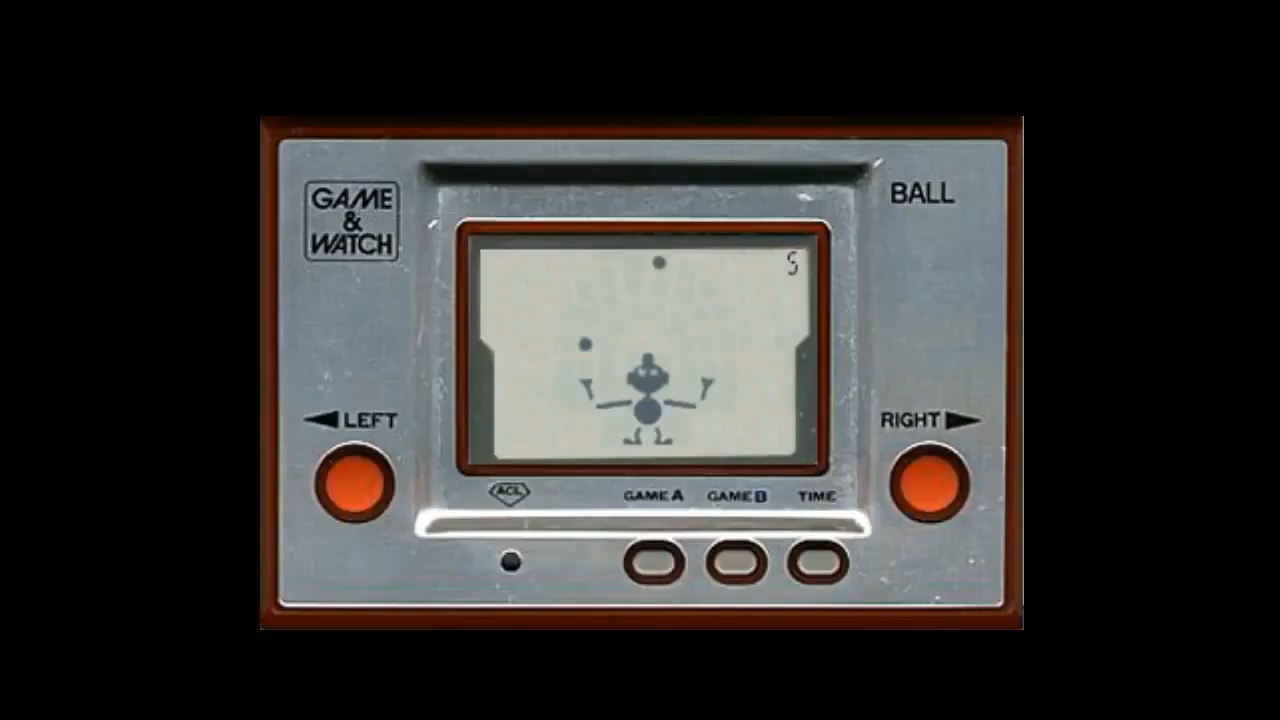 GAME
&
WATCH
BALL
5
◀ LEFT
RIGHT ▶
ACL
GAME A
GAME B
TIME